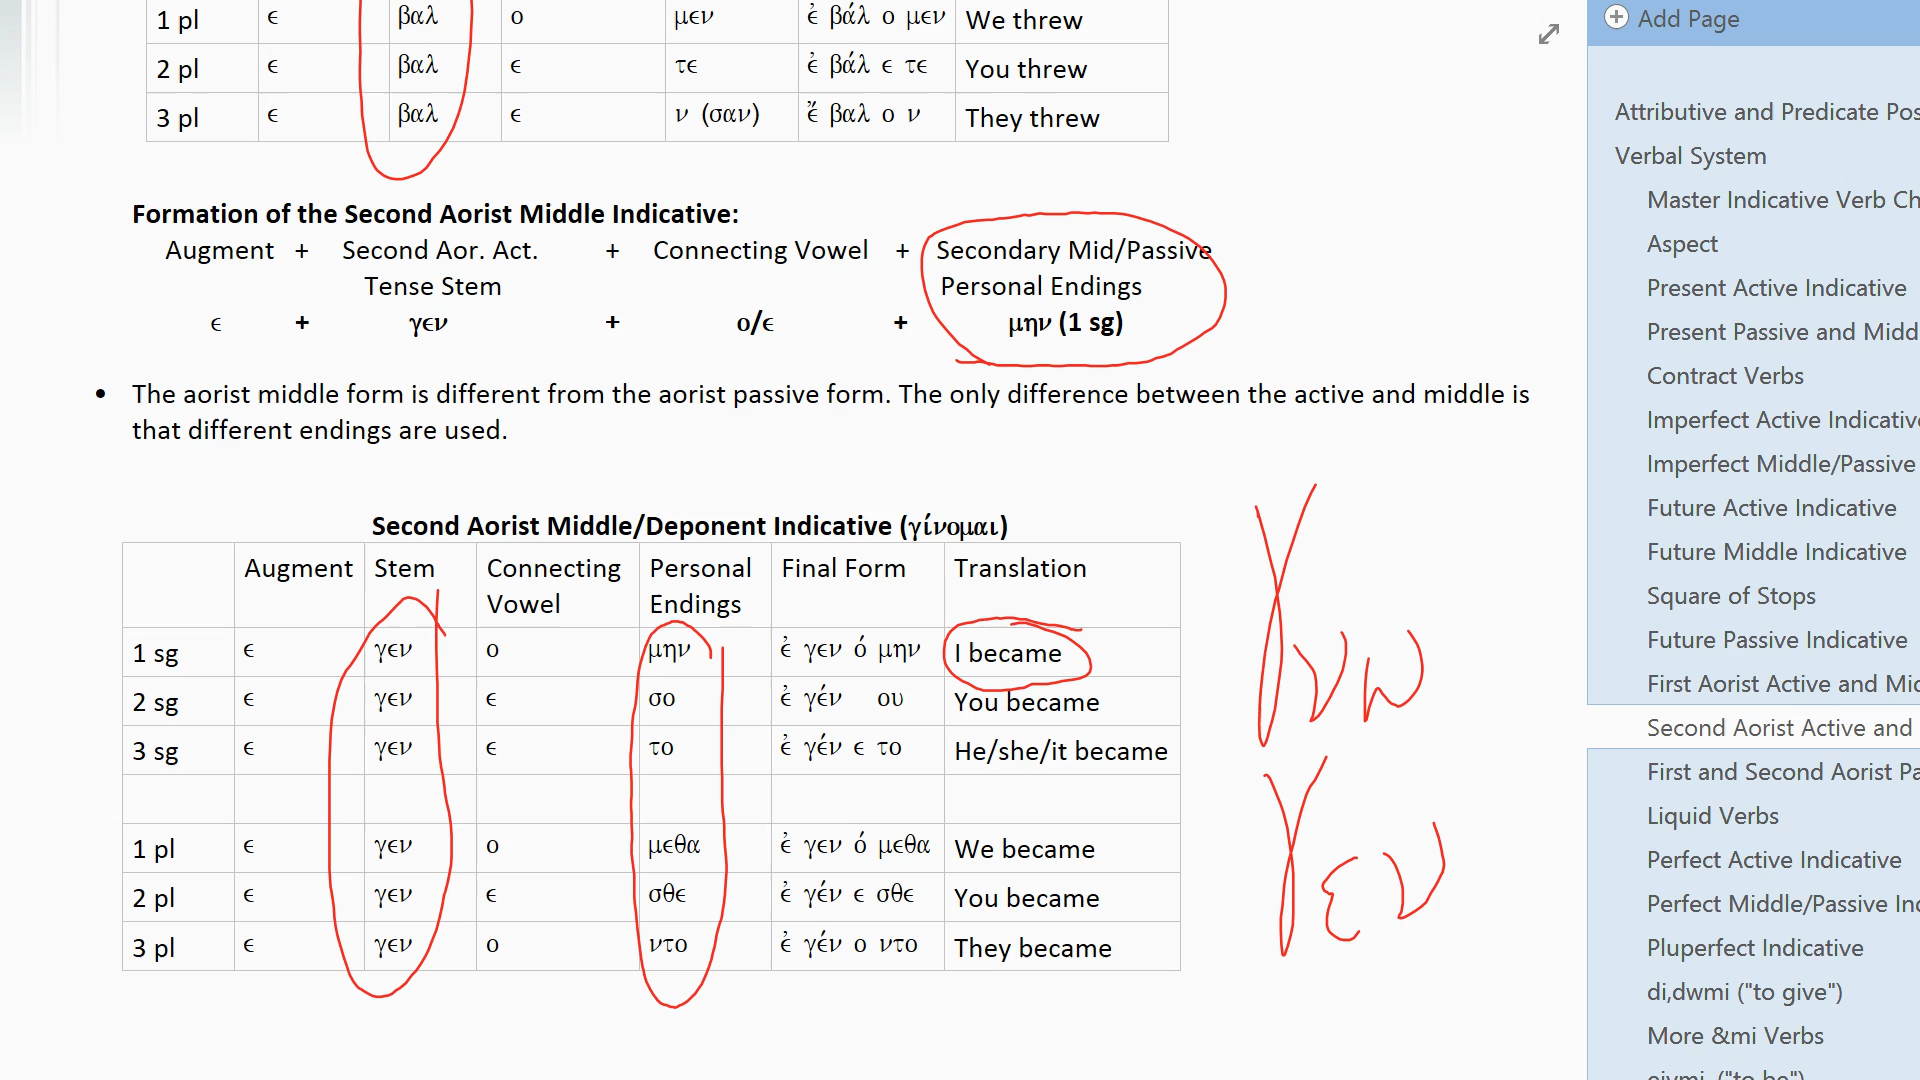 1 pl ε βαλ ο μεν ἐ βάλ ο μεν We threw
2 pl ε βαλ ε τε ἐ βάλ ε τε You threw
3 pl ε βαλ ε ν (σαν) ἔ βαλ ο ν They threw
Formation of the Second Aorist Middle Indicative:
Augment + Second Aor. Act. + Connecting Vowel + Secondary Mid/Passive
Tense Stem Personal Endings
ε + γεν + ο/ε + μην (1 sg)
• The aorist middle form is different from the aorist passive form. The only difference between the active and middle is
that different endings are used.
Second Aorist Middle/Deponent Indicative (γίνομαι)
Augment Stem Connecting Personal Final Form Translation
Vowel Endings
1 sg ε γεν ο μην ἐ γεν ό μην I became
2 sg ε γεν ε σο ἐ γέν ου You became
3 sg ε γεν ε το ἐ γέν ε το He/she/it became
1 pl ε γεν ο μεθα ἐ γεν ό μεθα We became
2 pl ε γεν ε σθε ἐ γέν ε σθε You became
3 pl ε γεν ο ντο ἐ γέν ο ντο They became
γεν
Add Page
Attributive and Predicate Pos
Verbal System
Master Indicative Verb Ch
Aspect
Present Active Indicative
Present Passive and Midd
Contract Verbs
Imperfect Active Indicative
Imperfect Middle/Passive
Future Active Indicative
Future Middle Indicative
Square of Stops
Future Passive Indicative
First Aorist Active and Mid
Second Aorist Active and
First and Second Aorist Pa
Liquid Verbs
Perfect Active Indicative
Perfect Middle/Passive Ind
Pluperfect Indicative
di,dwmi ("to give")
More &mi Verbs
eivmi, ("to be")